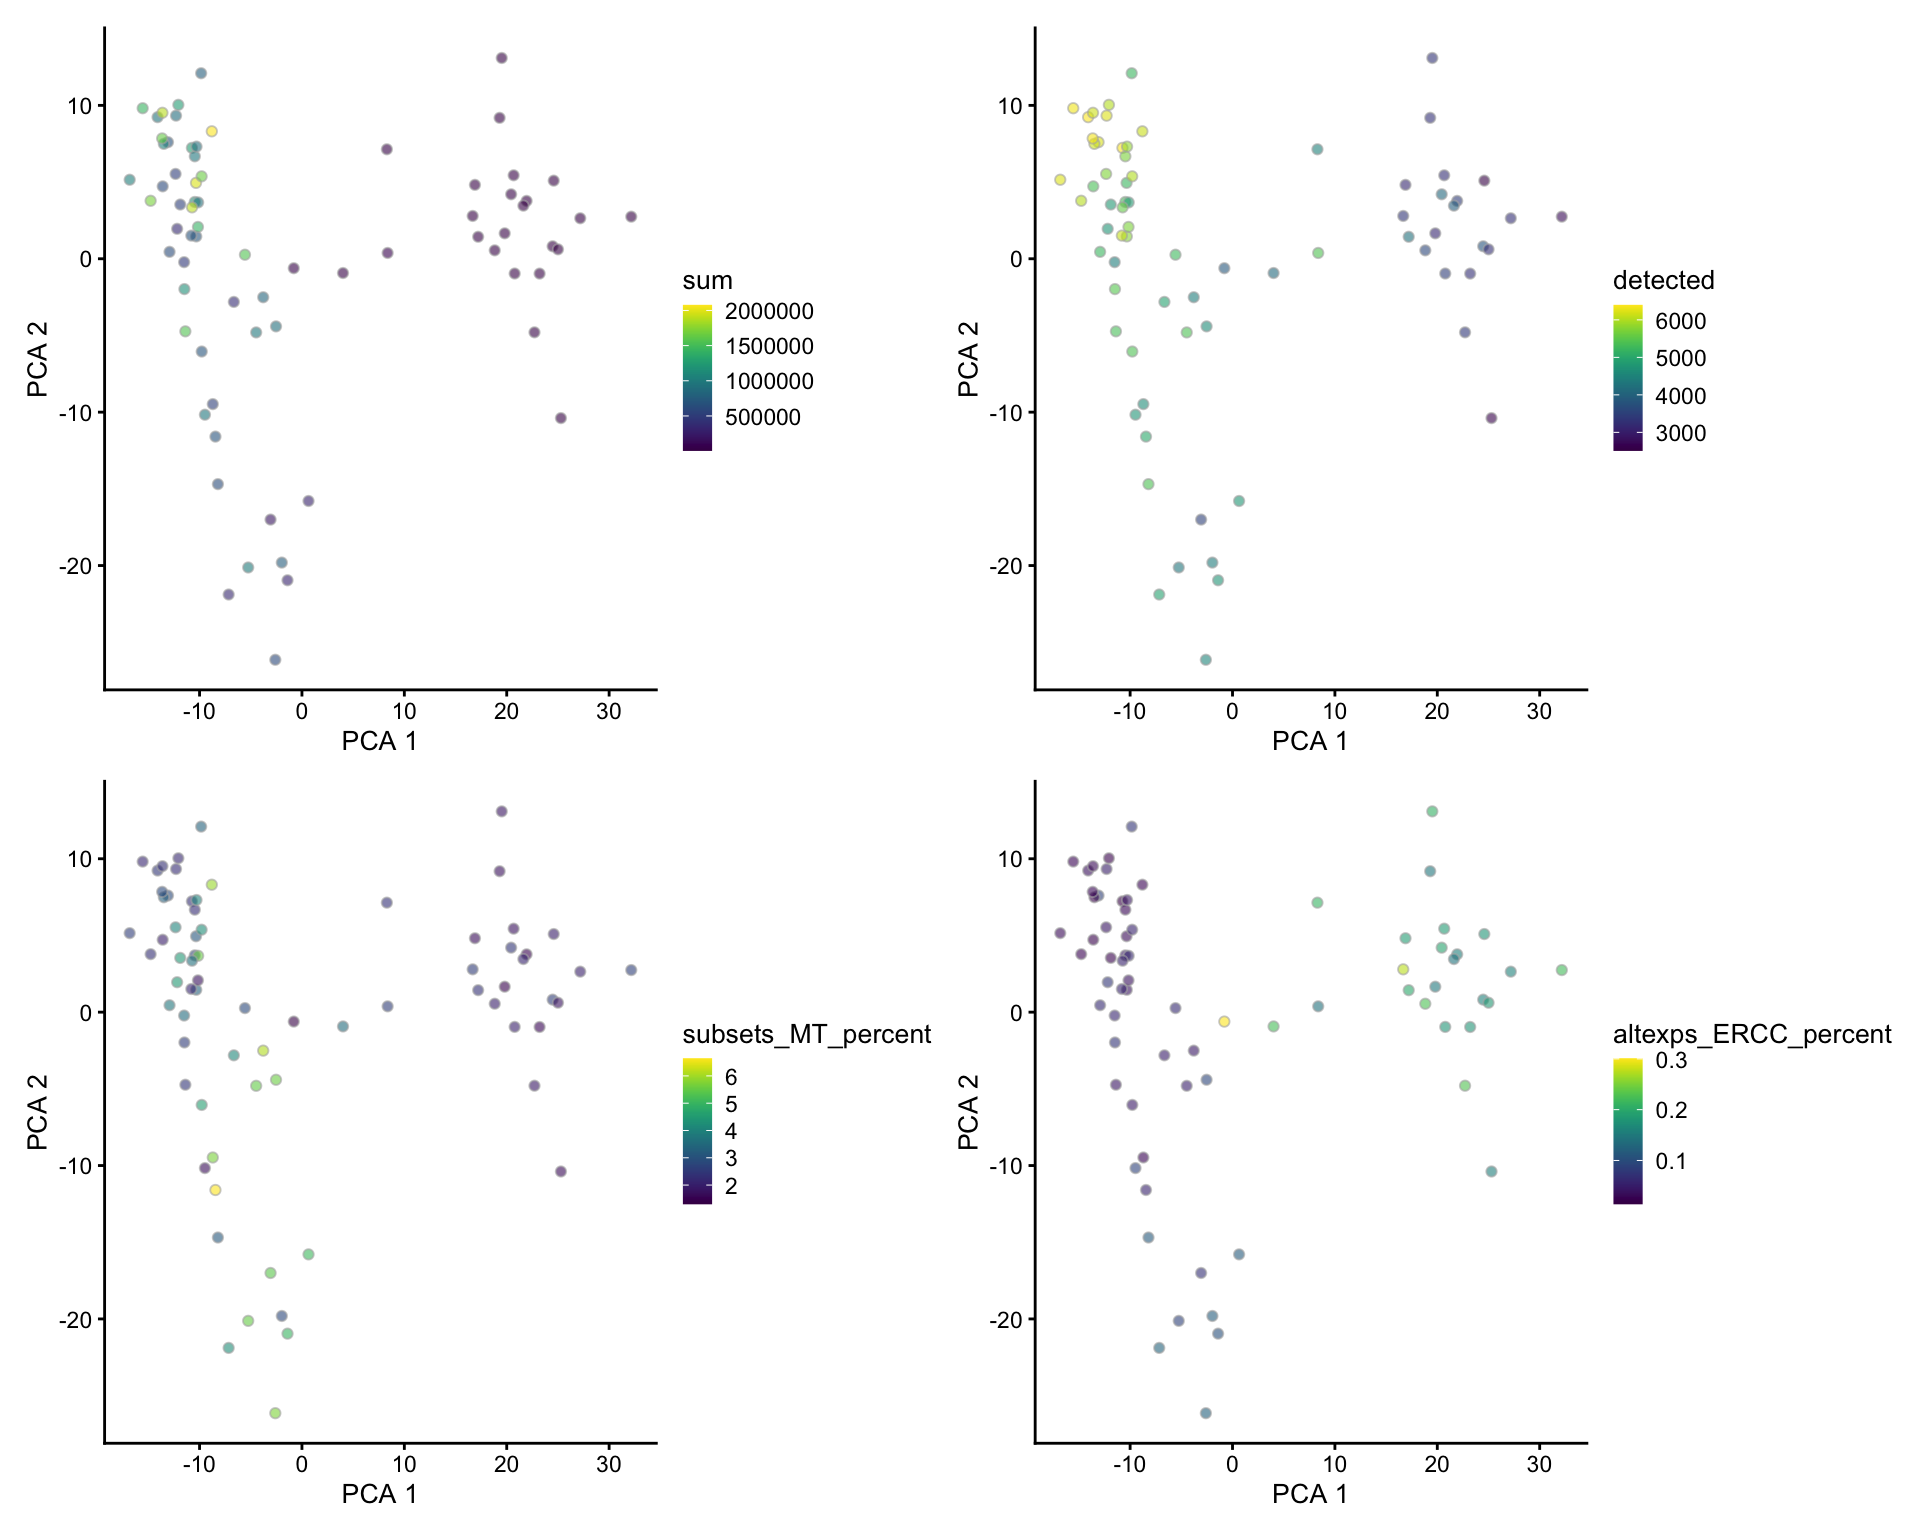 10
0
-10
-20
PCA 2
-10 0 10 20 30
PCA 1
sum
2000000
1500000
1000000
500000
10
0
-10
-20
PCA 2
-10 0 10 20 30
PCA 1
detected
6000
5000
4000
3000
10
0
-10
-20
PCA 2
-10 0 10 20 30
PCA 1
subsets_MT_percent
6
5
4
3
2
10
0
-10
-20
PCA 2
-10 0 10 20 30
PCA 1
altexps_ERCC_percent
0.3
0.2
0.1